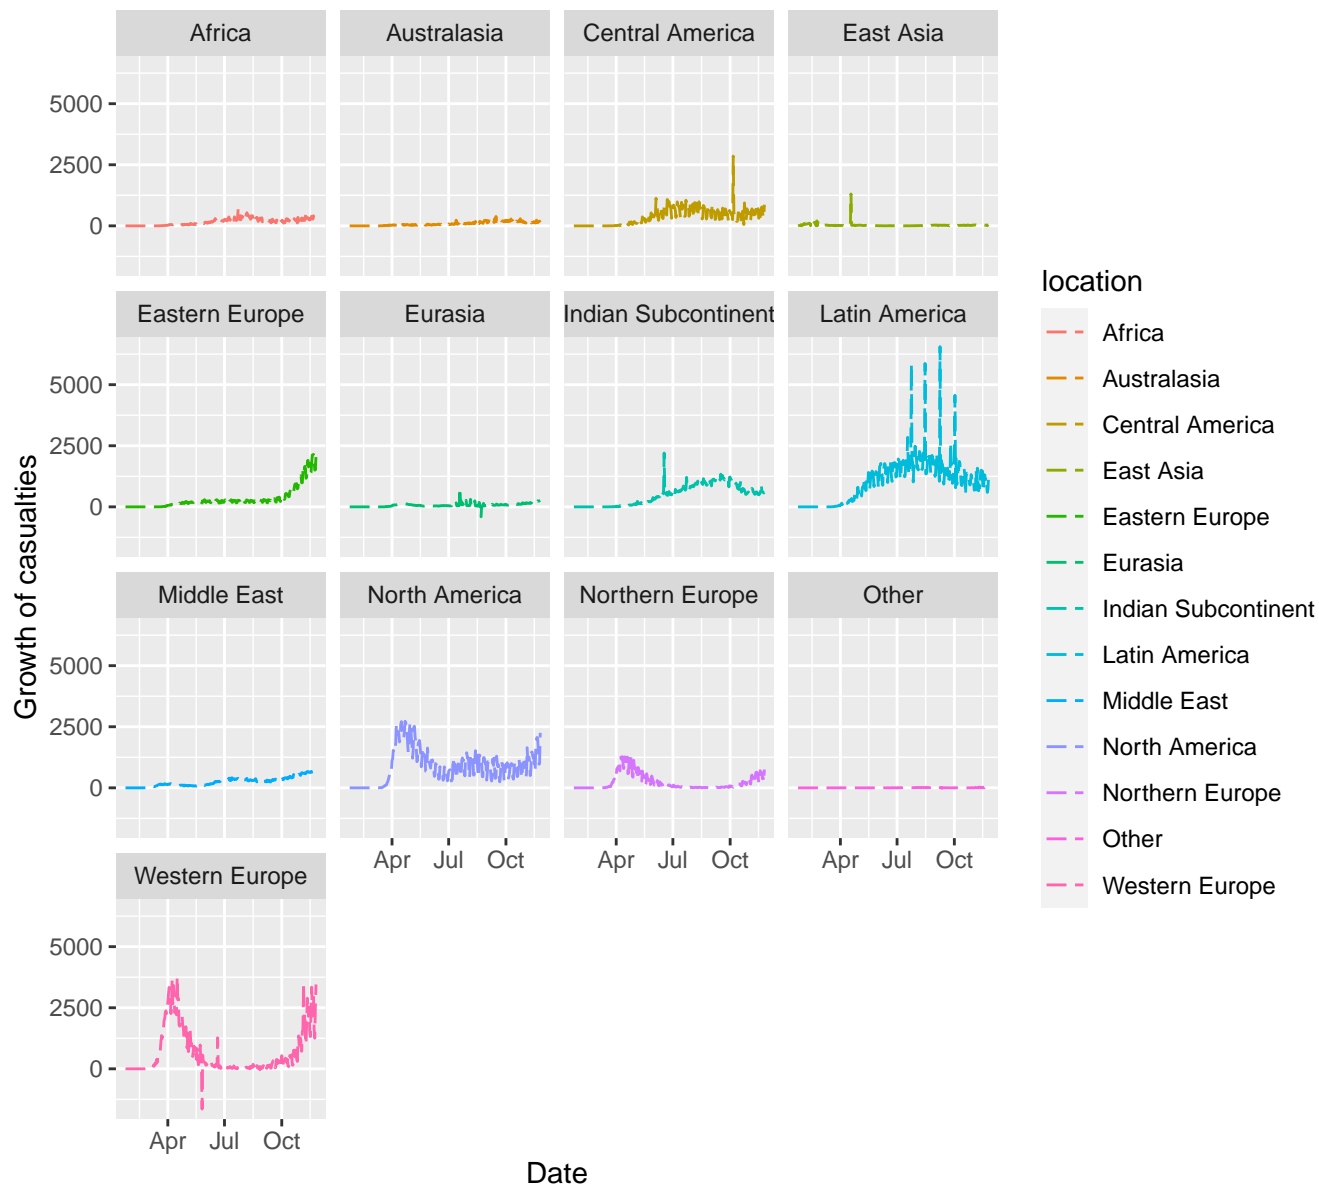 Africa
Australasia
Central America
East Asia
5000
2500
0
Eastern Europe
Eurasia
Indian Subcontinent
Latin America
5000
2500
0
Middle East
North America
Northern Europe
Other
5000
2500
0
Apr Jul Oct
Apr Jul Oct
Apr Jul Oct
Western Europe
5000
2500
0
Apr Jul Oct
Growth of casualties
Date
location
Africa
Australasia
Central America
East Asia
Eastern Europe
Eurasia
Indian Subcontinent
Latin America
Middle East
North America
Northern Europe
Other
Western Europe